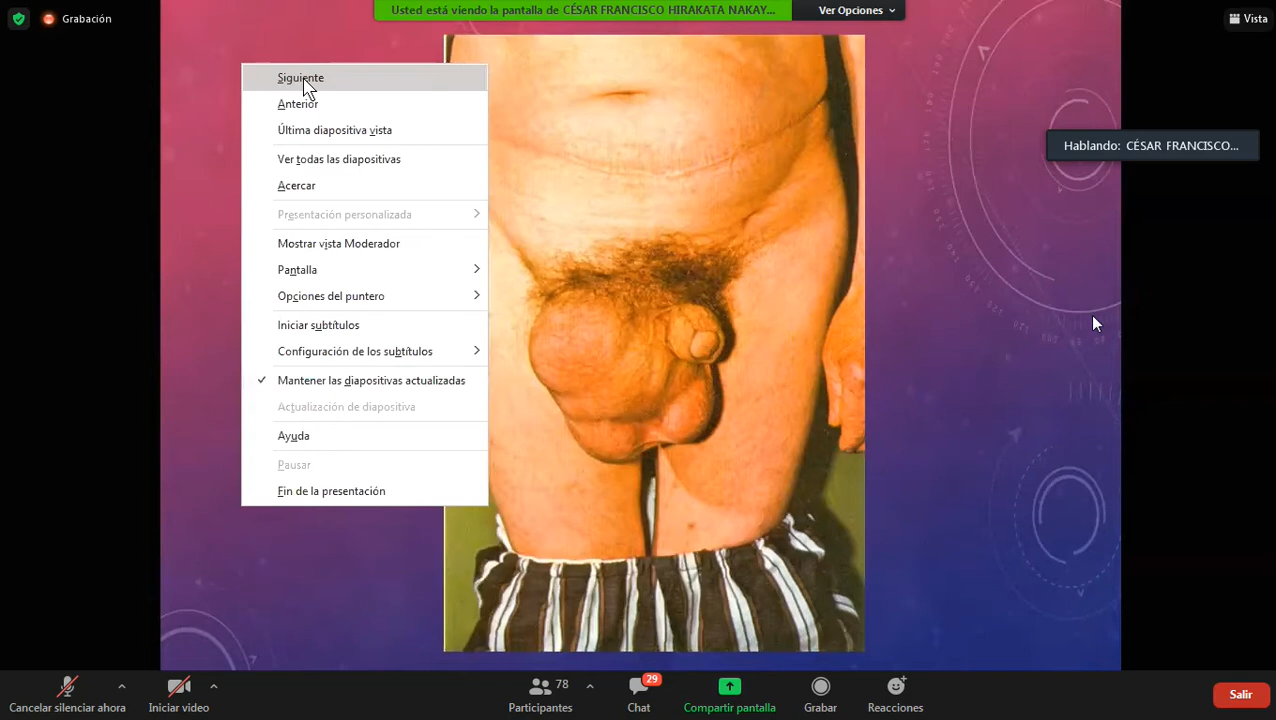 Grabación
Usted está viendo la pantalla de CÉSAR FRANCISCO HIRAKATA NAKAY...
Ver Opciones
Vista
Siguiente
Anterior
Última diapositiva vista
Ver todas las diapositivas
Acercar
Presentación personalizada
Mostrar vista Moderador
Pantalla
Opciones del puntero
Iniciar subtítulos
Configuración de los subtítulos
Mantener las diapositivas actualizadas
Actualización de diapositiva
Ayuda
Pausar
Fin de la presentación
Hablando: CÉSAR FRANCISCO...
Cancelar silenciar ahora
Iniciar video
78
Participantes
29
Chat
Compartir pantalla
Grabar
Reacciones
Salir